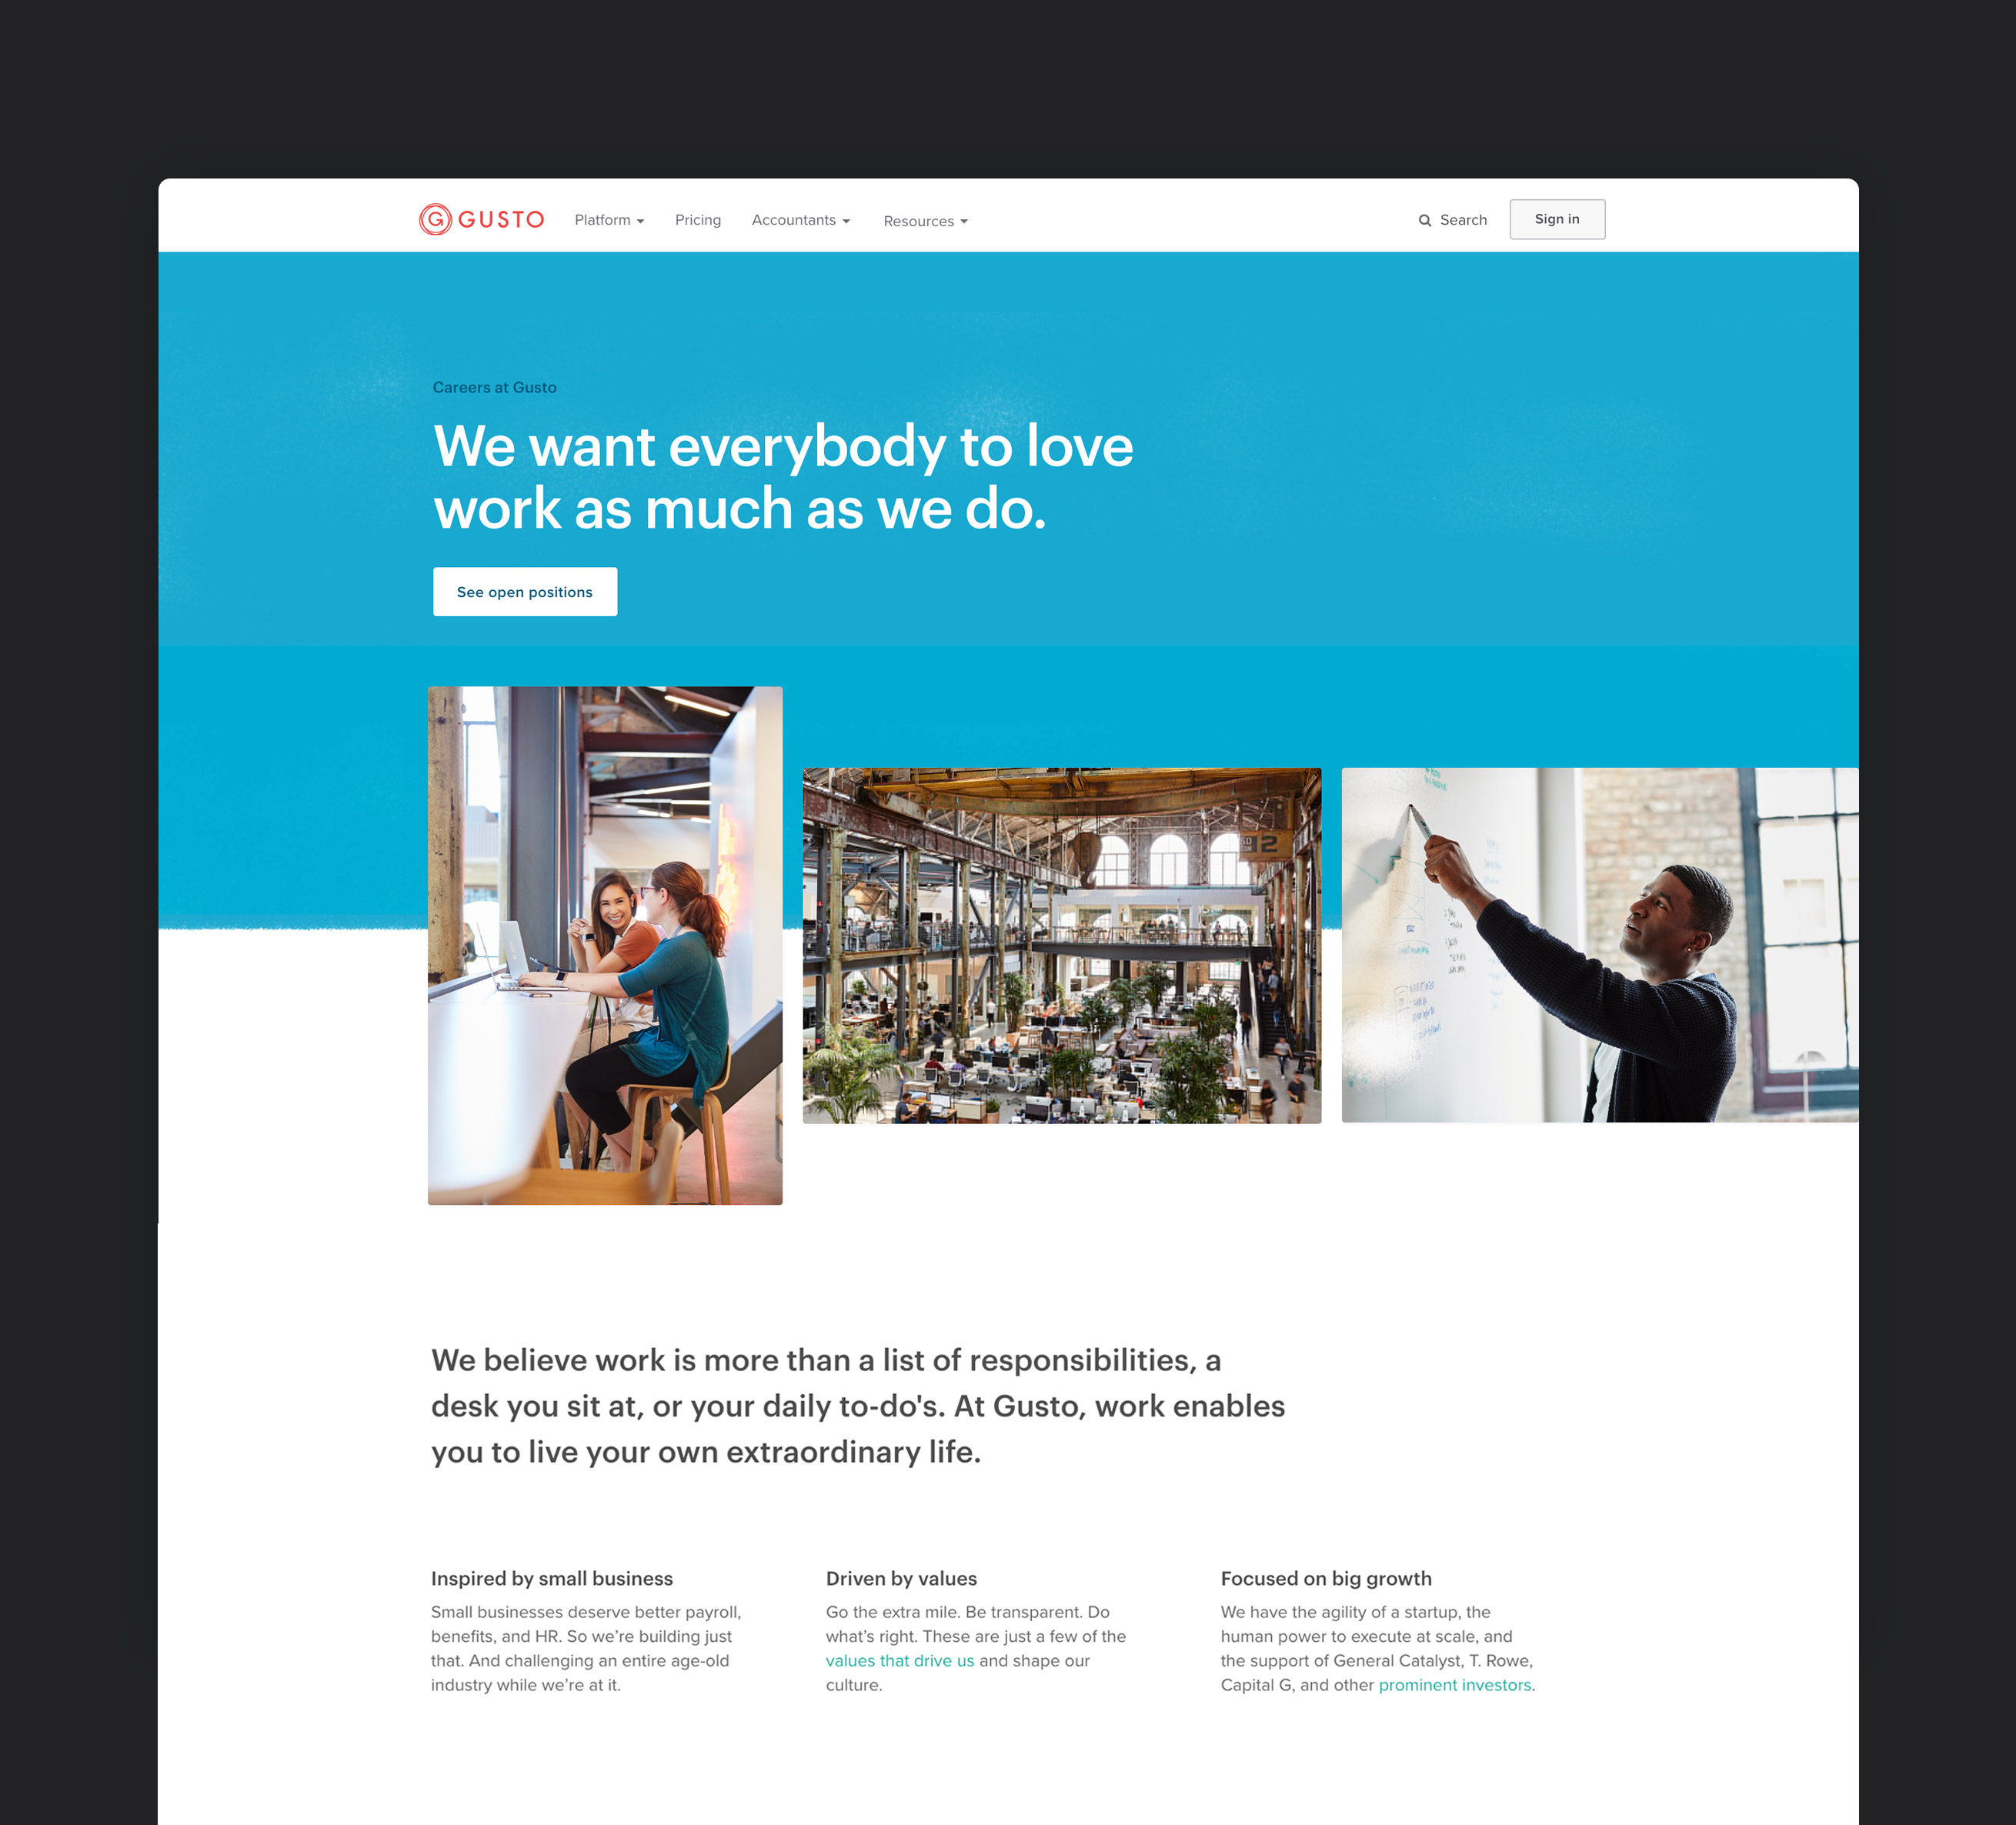 GUSTO
Platform
Pricing
Accountants
Resources
Search
Sign in
Careers at Gusto
We want everybody to love
work as much as we do.
See open positions
12
We believe work is more than a list of responsibilities, a
desk you sit at, or your daily to-do's. At Gusto, work enables
you to live your own extraordinary life.
Inspired by small business
Small businesses deserve better payroll,
benefits, and HR. So we’re building just
that. And challenging an entire age-old
industry while we’re at it.
Driven by values
Go the extra mile. Be transparent. Do
what’s right. These are just a few of the
values that drive us and shape our
culture.
Focused on big growth
We have the agility of a startup, the
human power to execute at scale, and
the support of General Catalyst, T. Rowe,
Capital G, and other prominent investors.